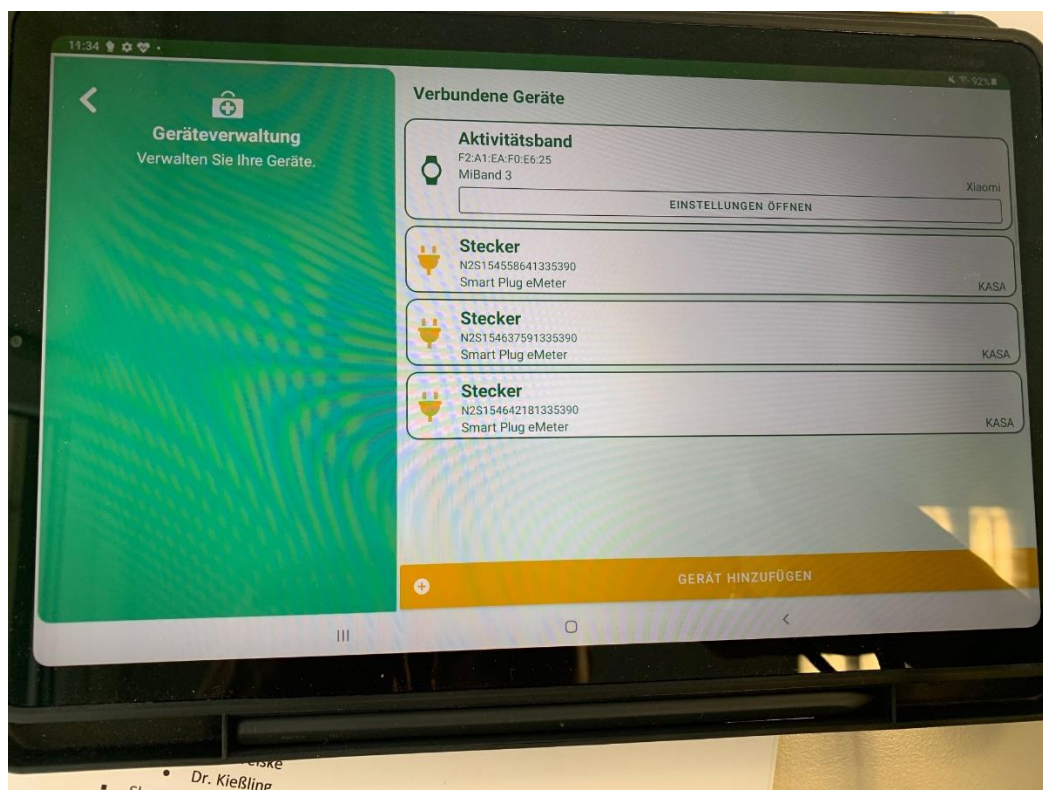 11:34
92%
Geräteverwaltung
Verwalten Sie Ihre Geräte.
Verbundene Geräte
Aktivitätsband
F2:A1:EA:F0:E6:25
MiBand 3
Xiaomi
EINSTELLUNGEN ÖFFNEN
Stecker
N2S154558641335390
Smart Plug eMeter
KASA
Stecker
N2S154637591335390
Smart Plug eMeter
KASA
Stecker
N2S154642181335390
Smart Plug eMeter
KASA
GERÄT HINZUFÜGEN
Dr. Kießling